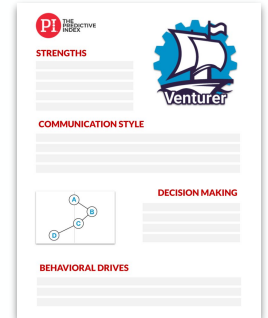 PI THE
PREDICTIVE
INDEX
STRENGTHS
Venturer
COMMUNICATION STYLE
A
B
C
D
DECISION MAKING
BEHAVIORAL DRIVES